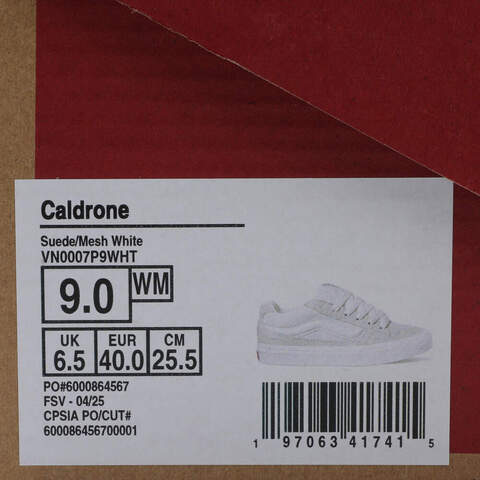 Caldrone
Suede/Mesh White
VN0007P9WHT
9.0 WM
UK EUR CM
6.5 40.0 25.5
PO#6000864567
FSV - 04/25
CPSIA PO/CUT#
600086456700001
1 97063 41741 5